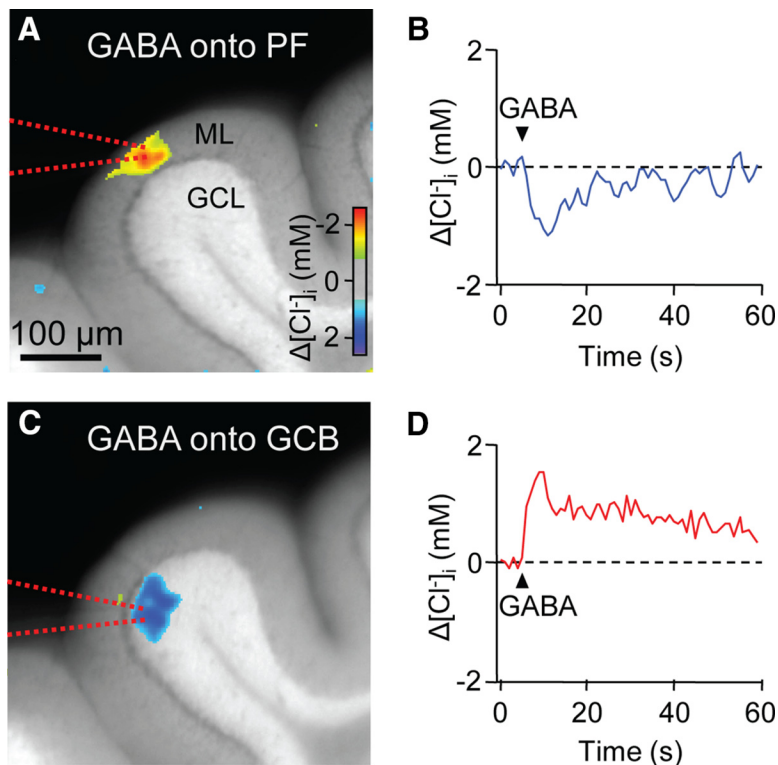 A
GABA onto PF
ML
GCL
-2
0
2
Δ[Cl-]i (mM)
100 μm
B
2
0
-2
Δ[Cl-]i (mM)
GABA
0
20
40
60
Time (s)
C
GABA onto GCB
D
2
0
-2
Δ[Cl-]i (mM)
GABA
0
20
40
60
Time (s)